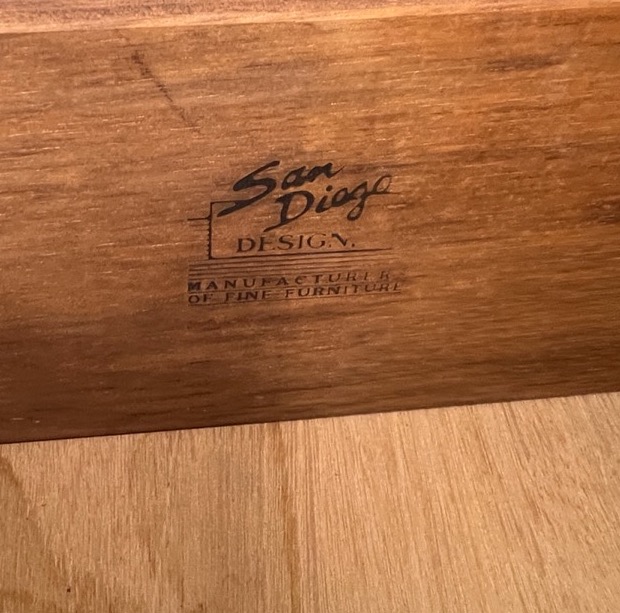 San
Diego
DESIGN.
MANUFACTURER
OF FINE FURNITURE